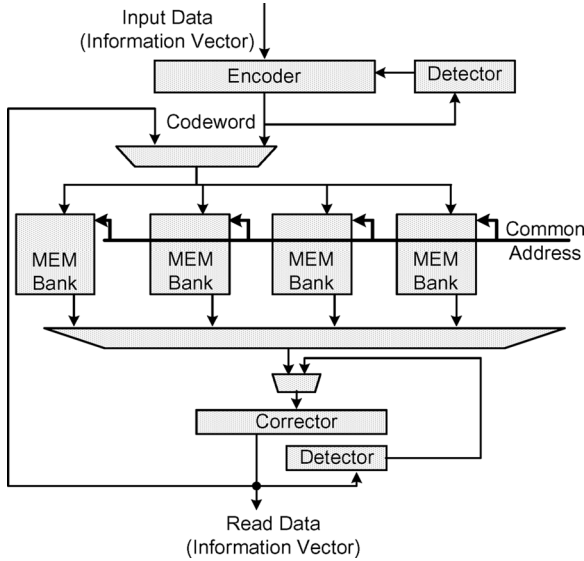 Input Data
(Information Vector)
Encoder
Detector
Codeword
Common
Address
MEM
Bank
MEM
Bank
MEM
Bank
MEM
Bank
Corrector
Detector
Read Data
(Information Vector)